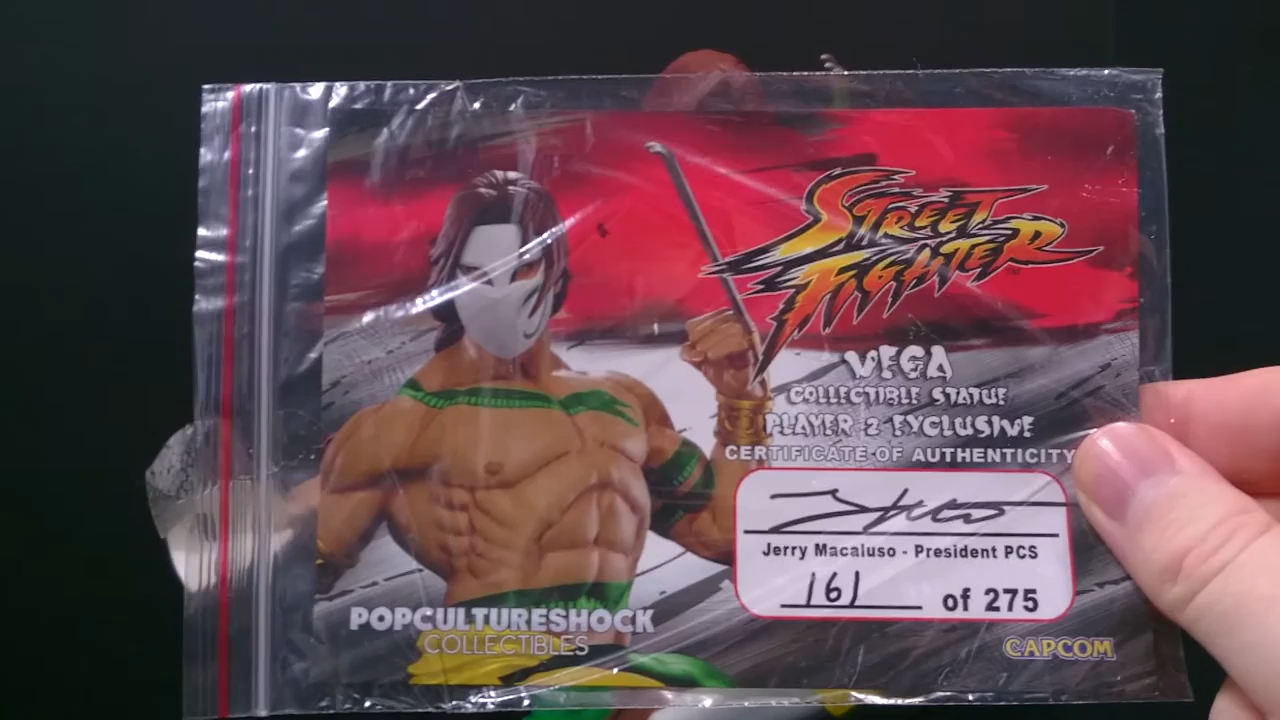 STREET
FIGHTER
TM
VEGA
COLLECTIBLE STATUE
PLAYER 2 EXCLUSIVE
CERTIFICATE OF AUTHENTICITY
Jerry Macaluso - President PCS
161 of 275
POPCULTURESHOCK
COLLECTIBLES
CAPCOM